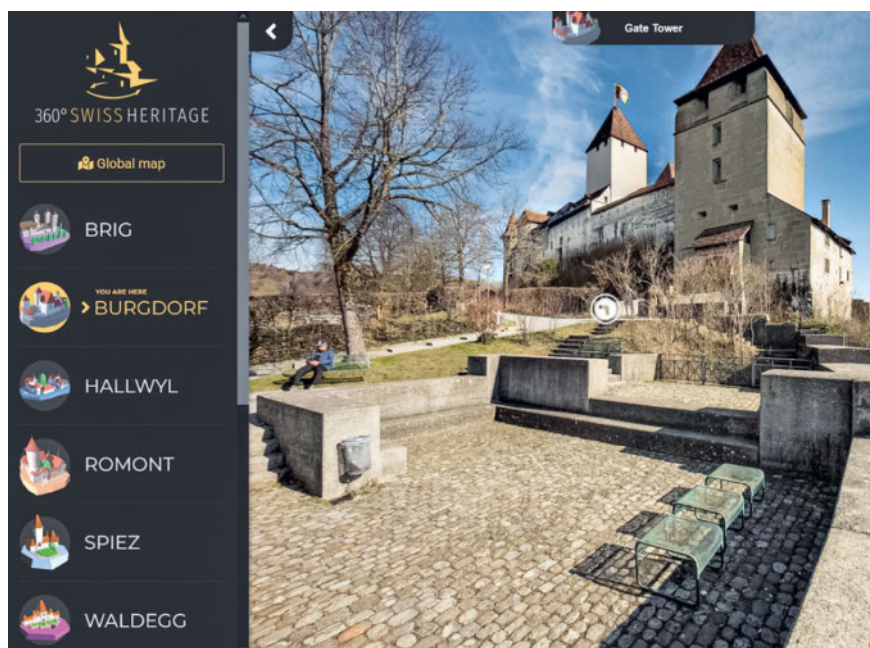 360° SWISS HERITAGE
Global map
BRIG
YOU ARE HERE
BURGDORF
HALLWYL
ROMONT
SPIEZ
WALDEGG
Gate Tower